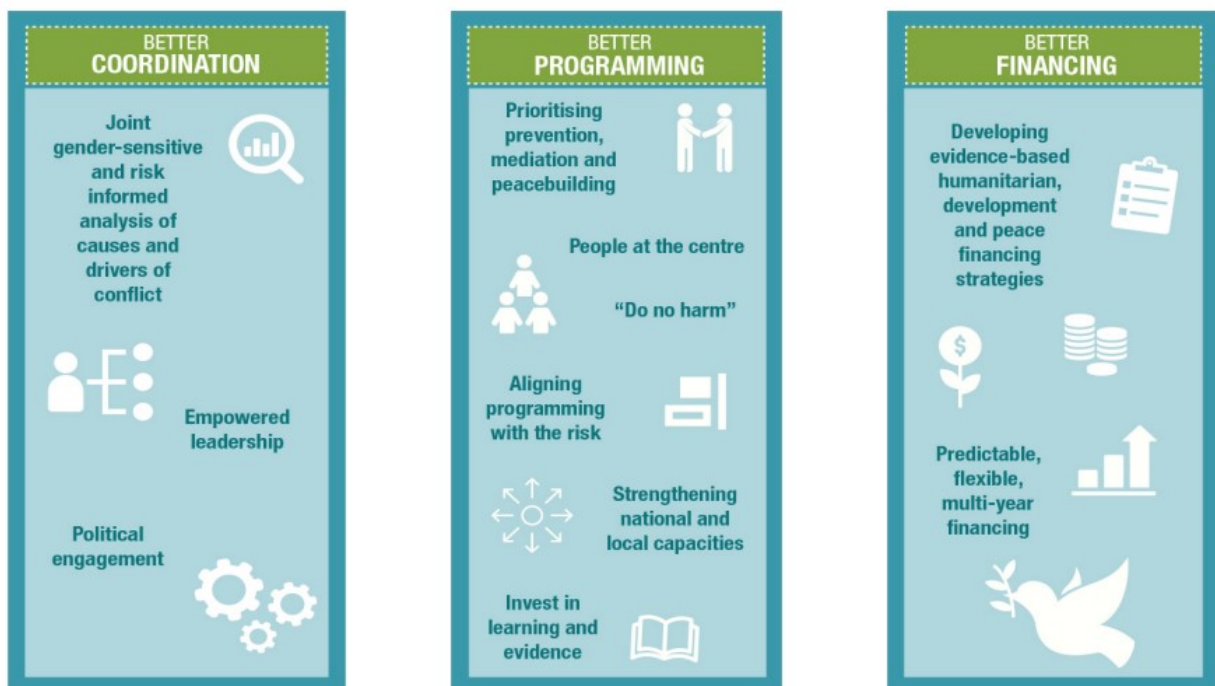 BETTER
COORDINATION
Joint
gender-sensitive
and risk
informed
analysis of
causes and
drivers of
conflict
Empowered
leadership
Political
engagement
BETTER
PROGRAMMING
Prioritising
prevention,
mediation and
peacebuilding
People at the centre
“Do no harm”
Aligning
programming
with the risk
Strengthening
national and
local capacities
Invest in
learning and
evidence
BETTER
FINANCING
Developing
evidence-based
humanitarian,
development
and peace
financing
strategies
$
Predictable,
flexible,
multi-year
financing